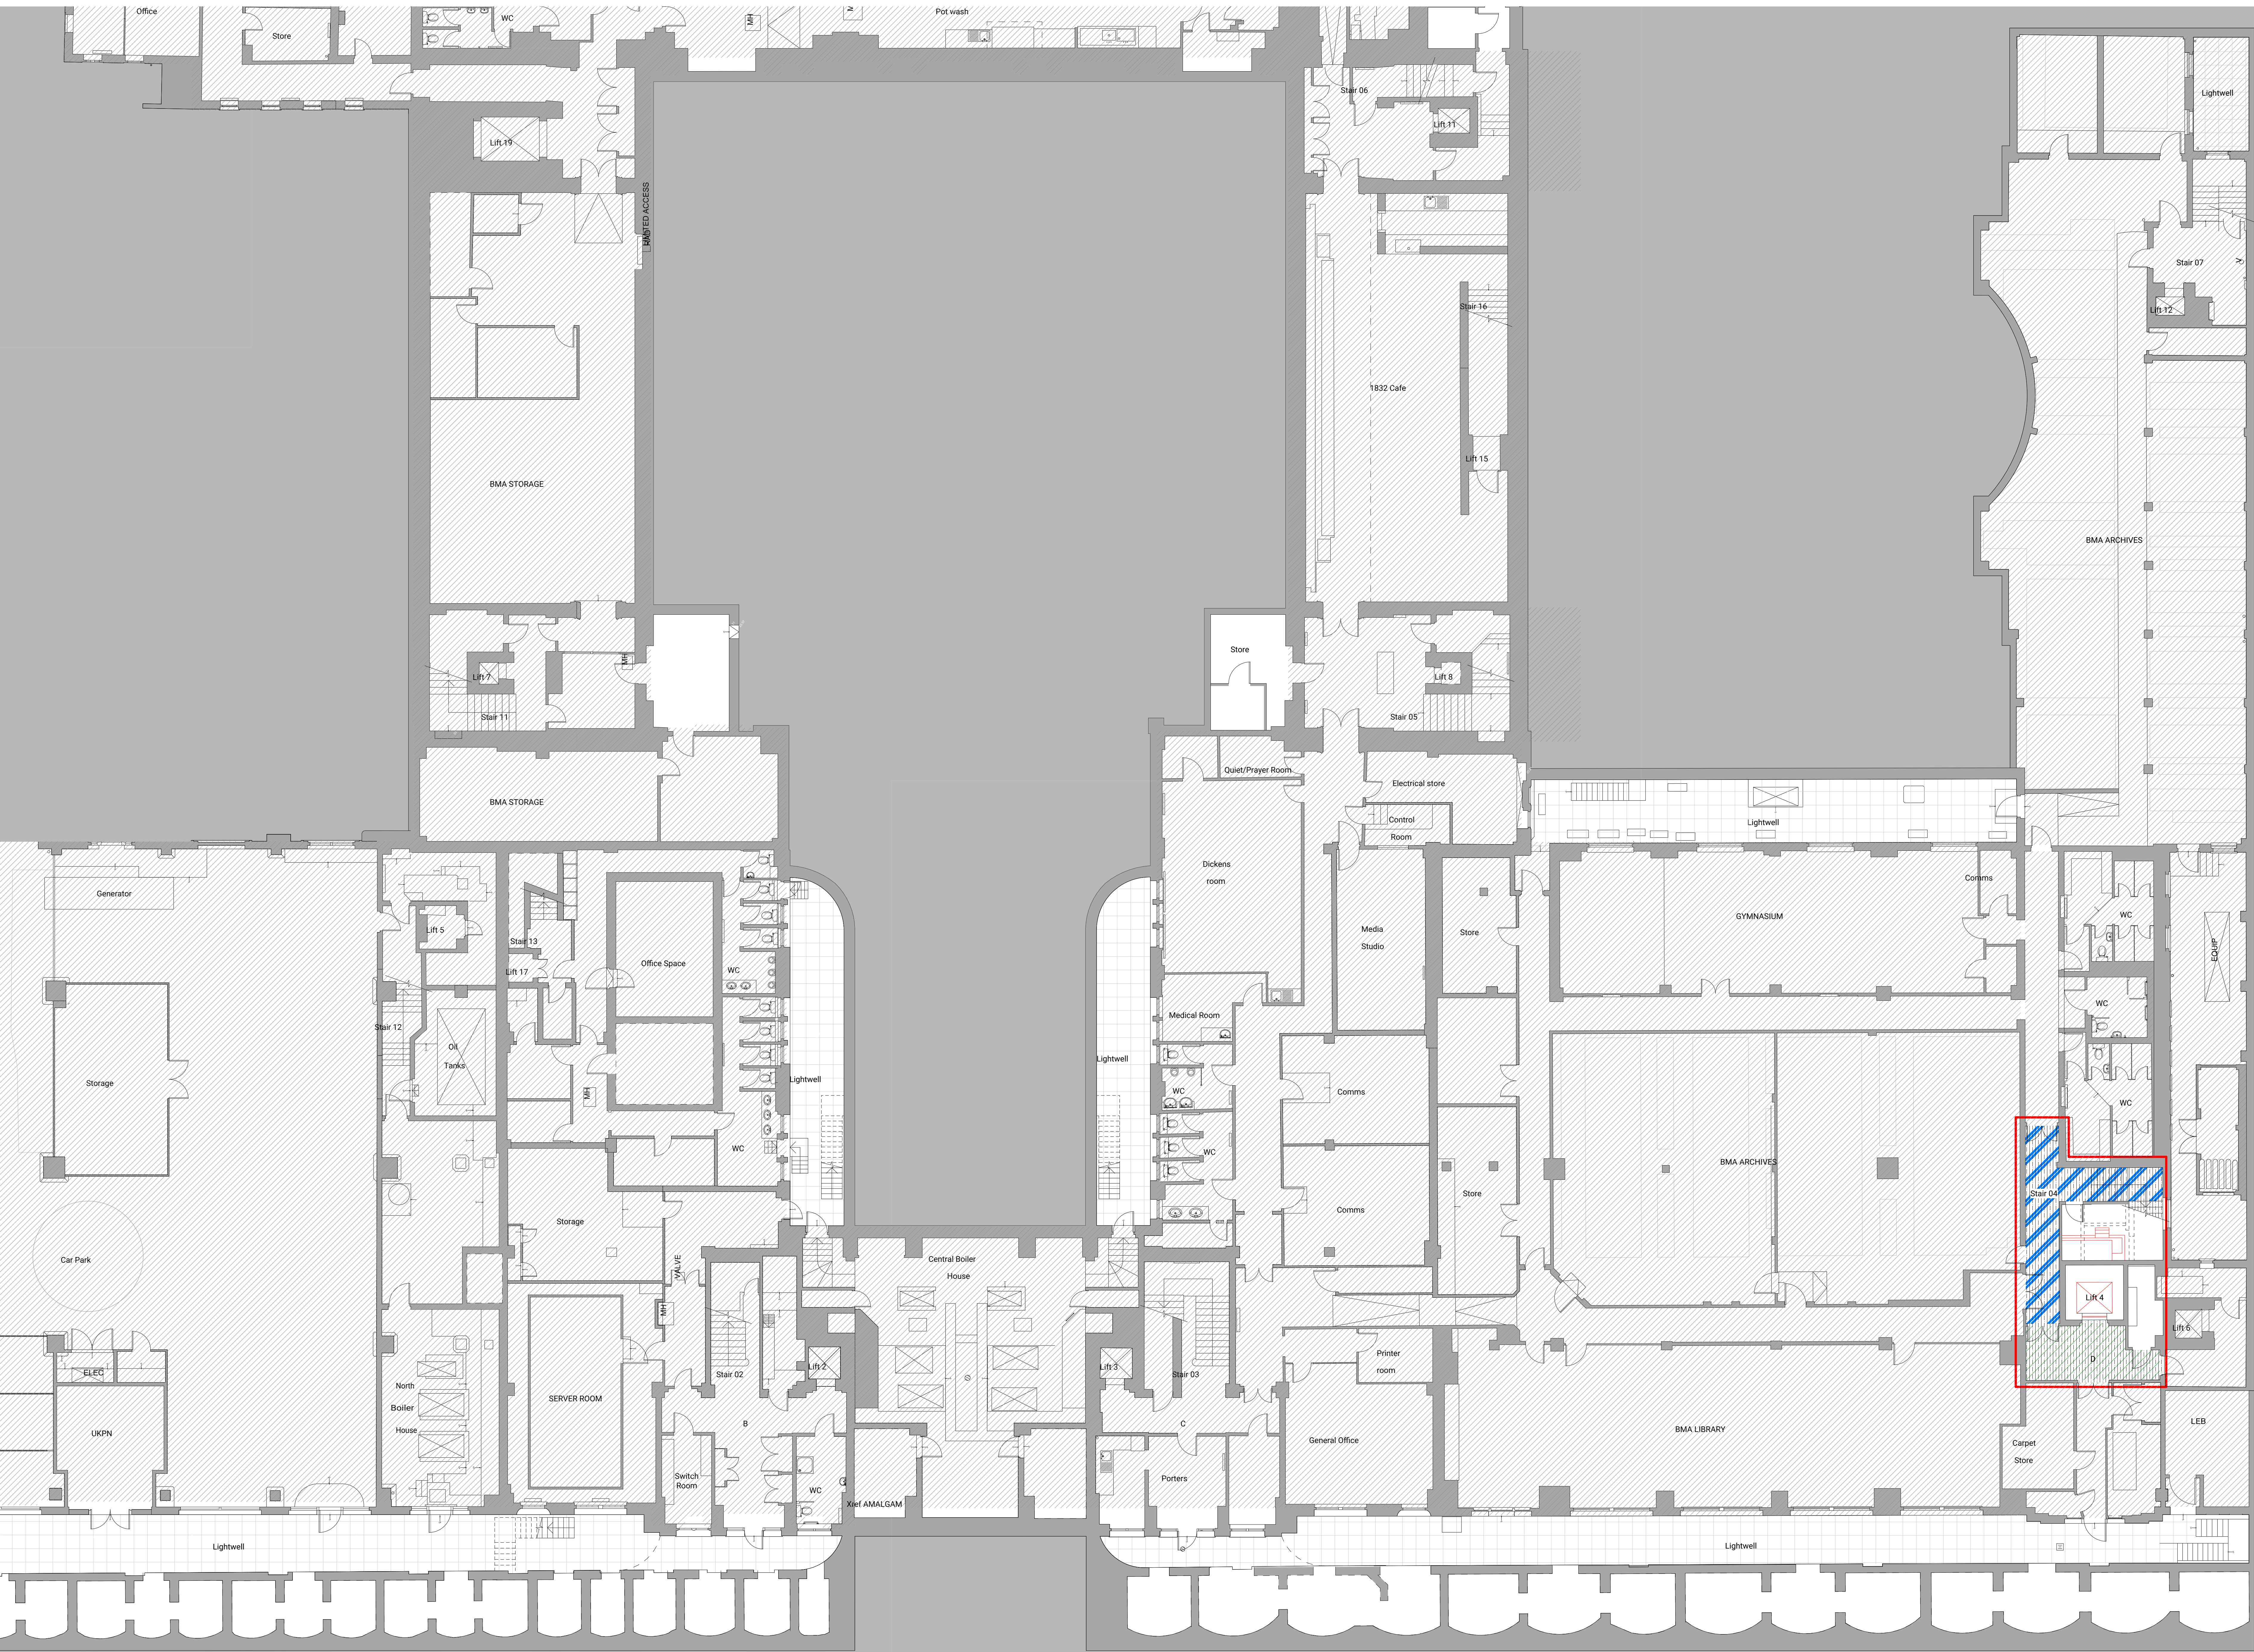 Office
Store
WC
MH
Pot wash
Stair 06
Lift 11
Lightwell
Lift 19
LIMITED ACCESS
Stair 07
Lift 12
Stair 16
1832 Cafe
Lift 15
BMA STORAGE
BMA ARCHIVES
Store
MH
Lift 7
Stair 11
Lift 8
Stair 05
Quiet/Prayer Room
Electrical store
BMA STORAGE
Control
Room
Lightwell
Dickens
room
Generator
Comms
Lift 5
GYMNASIUM
WC
Stair 13
Media
Studio
Store
EQUIP
Office Space
WC
Lift 17
WC
Medical Room
Stair 12
Oil
Tanks
Storage
Lightwell
Lightwell
MH
WC
Comms
WC
WC
WC
BMA ARCHIVES
Storage
Comms
Store
Stair 04
Car Park
VALVE
Central Boiler
House
Lift 4
MH
Lift 6
ELEC
Stair 02
Lift 2
Lift 3
Stair 03
Printer
room
D
North
Boiler
House
SERVER ROOM
B
C
UKPN
General Office
BMA LIBRARY
LEB
Carpet
Store
Switch
Room
WC
Xref AMALGAM
Porters
Lightwell
Lightwell